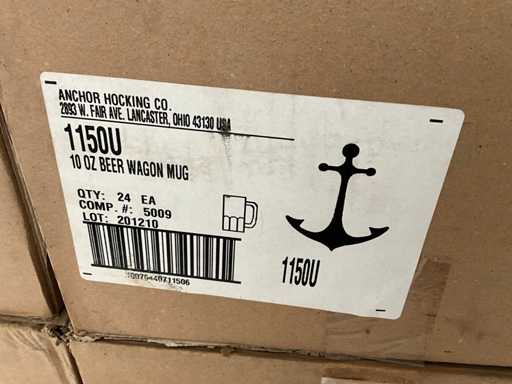 ANCHOR HOCKING CO.
2893 W. FAIR AVE. LANCASTER, OHIO 43130 USA
1150U
10 OZ BEER WAGON MUG
QTY: 24 EA
COMP. #: 5009
LOT: 201210
1150U